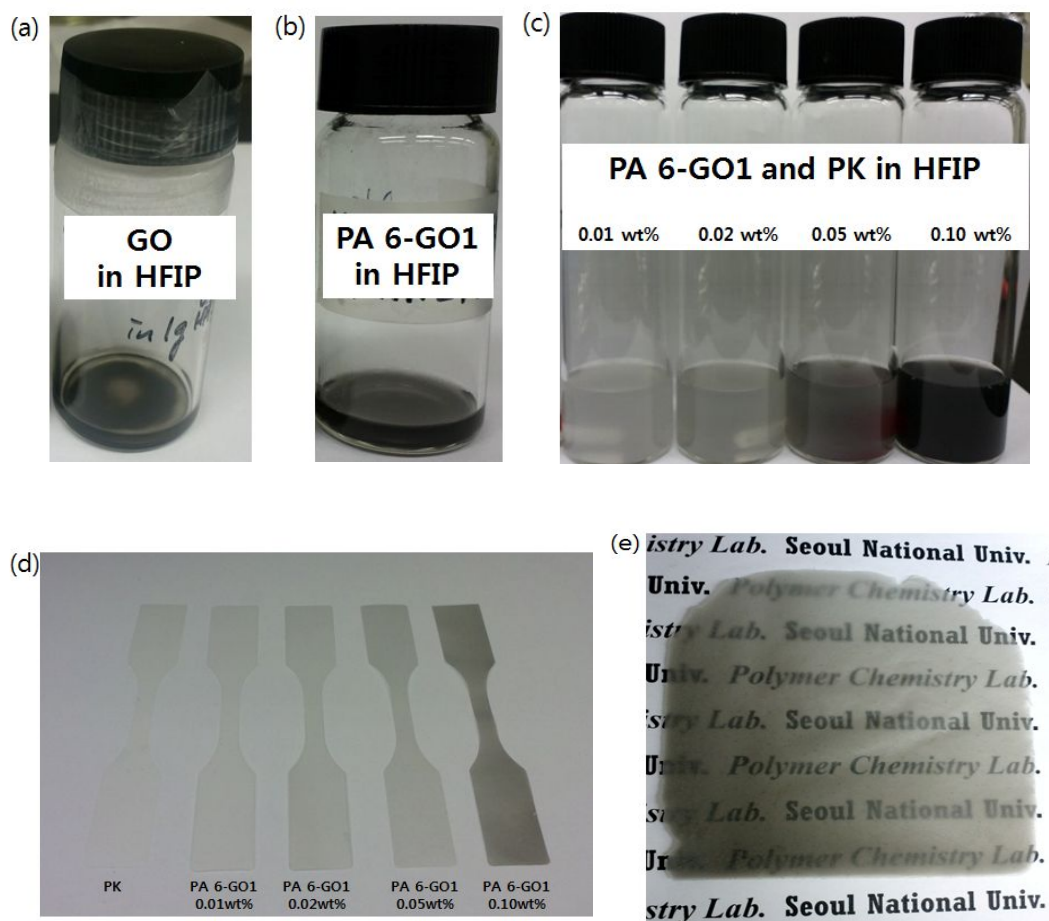 (a)
GO
in HFIP
in 1g
(b)
PA 6-GO1
in HFIP
(c)
PA 6-GO1 and PK in HFIP
0.01 wt% 0.02 wt% 0.05 wt% 0.10 wt%
(d)
PK
PA 6-GO1 0.01wt%
PA 6-GO1 0.02wt%
PA 6-GO1 0.05wt%
PA 6-GO1 0.10wt%
(e)
istry Lab. Seoul National Univ.
Univ. Polymer Chemistry Lab.
istry Lab. Seoul National Univ.
Univ. Polymer Chemistry Lab.
istry Lab. Seoul National Univ.
Univ. Polymer Chemistry Lab.
istry Lab. Seoul National Univ.
Univ. Polymer Chemistry Lab.
istry Lab. Seoul National Univ.